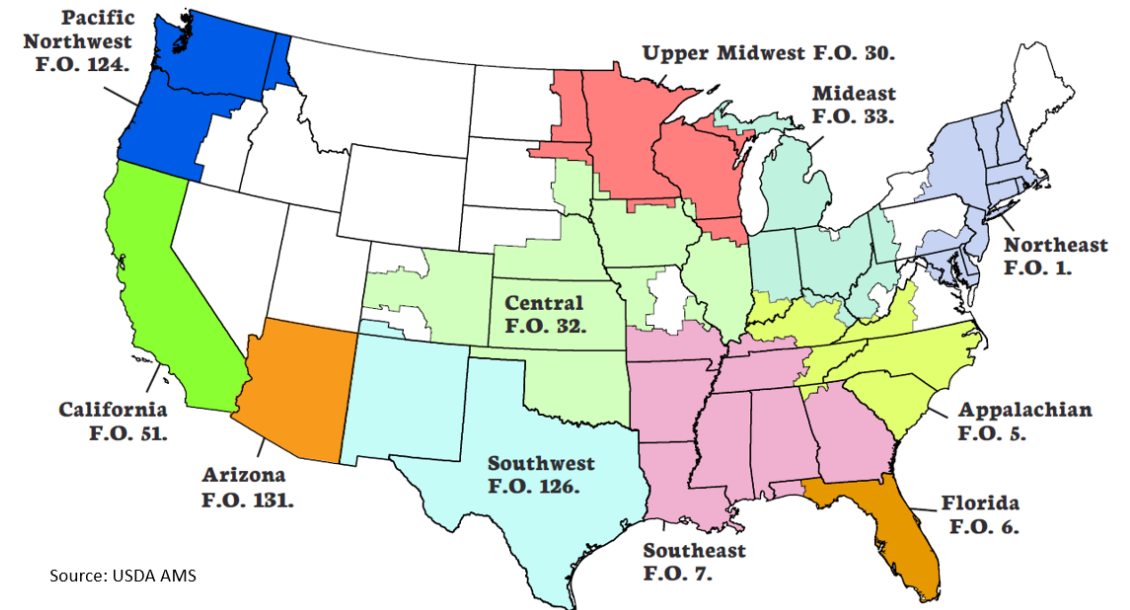 Pacific
Northwest
F.O. 124.
Upper Midwest F.O. 30.
Mideast
F.O. 33.
Northeast
F.O. 1.
Central
F.O. 32.
California
F.O. 51.
Appalachian
F.O. 5.
Arizona
F.O. 131.
Southwest
F.O. 126.
Florida
F.O. 6.
Southeast
F.O. 7.
Source: USDA AMS